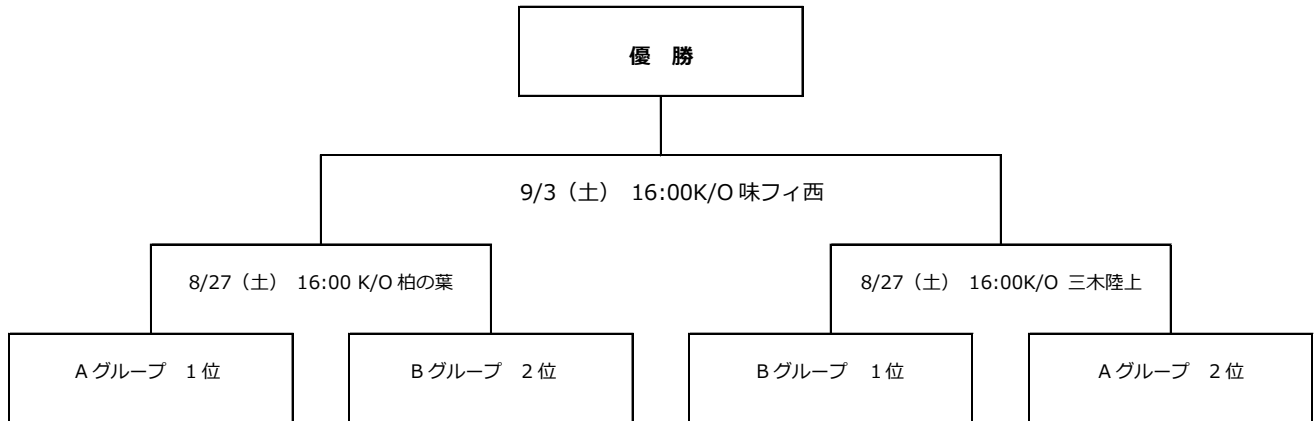 優　勝
9/3（土） 16:00K/O 味フィ西
8/27（土） 16:00 K/O 柏の葉
8/27（土） 16:00K/O 三木陸上
A グループ　1 位
B グループ　2 位
B グループ　1 位
A グループ　2 位